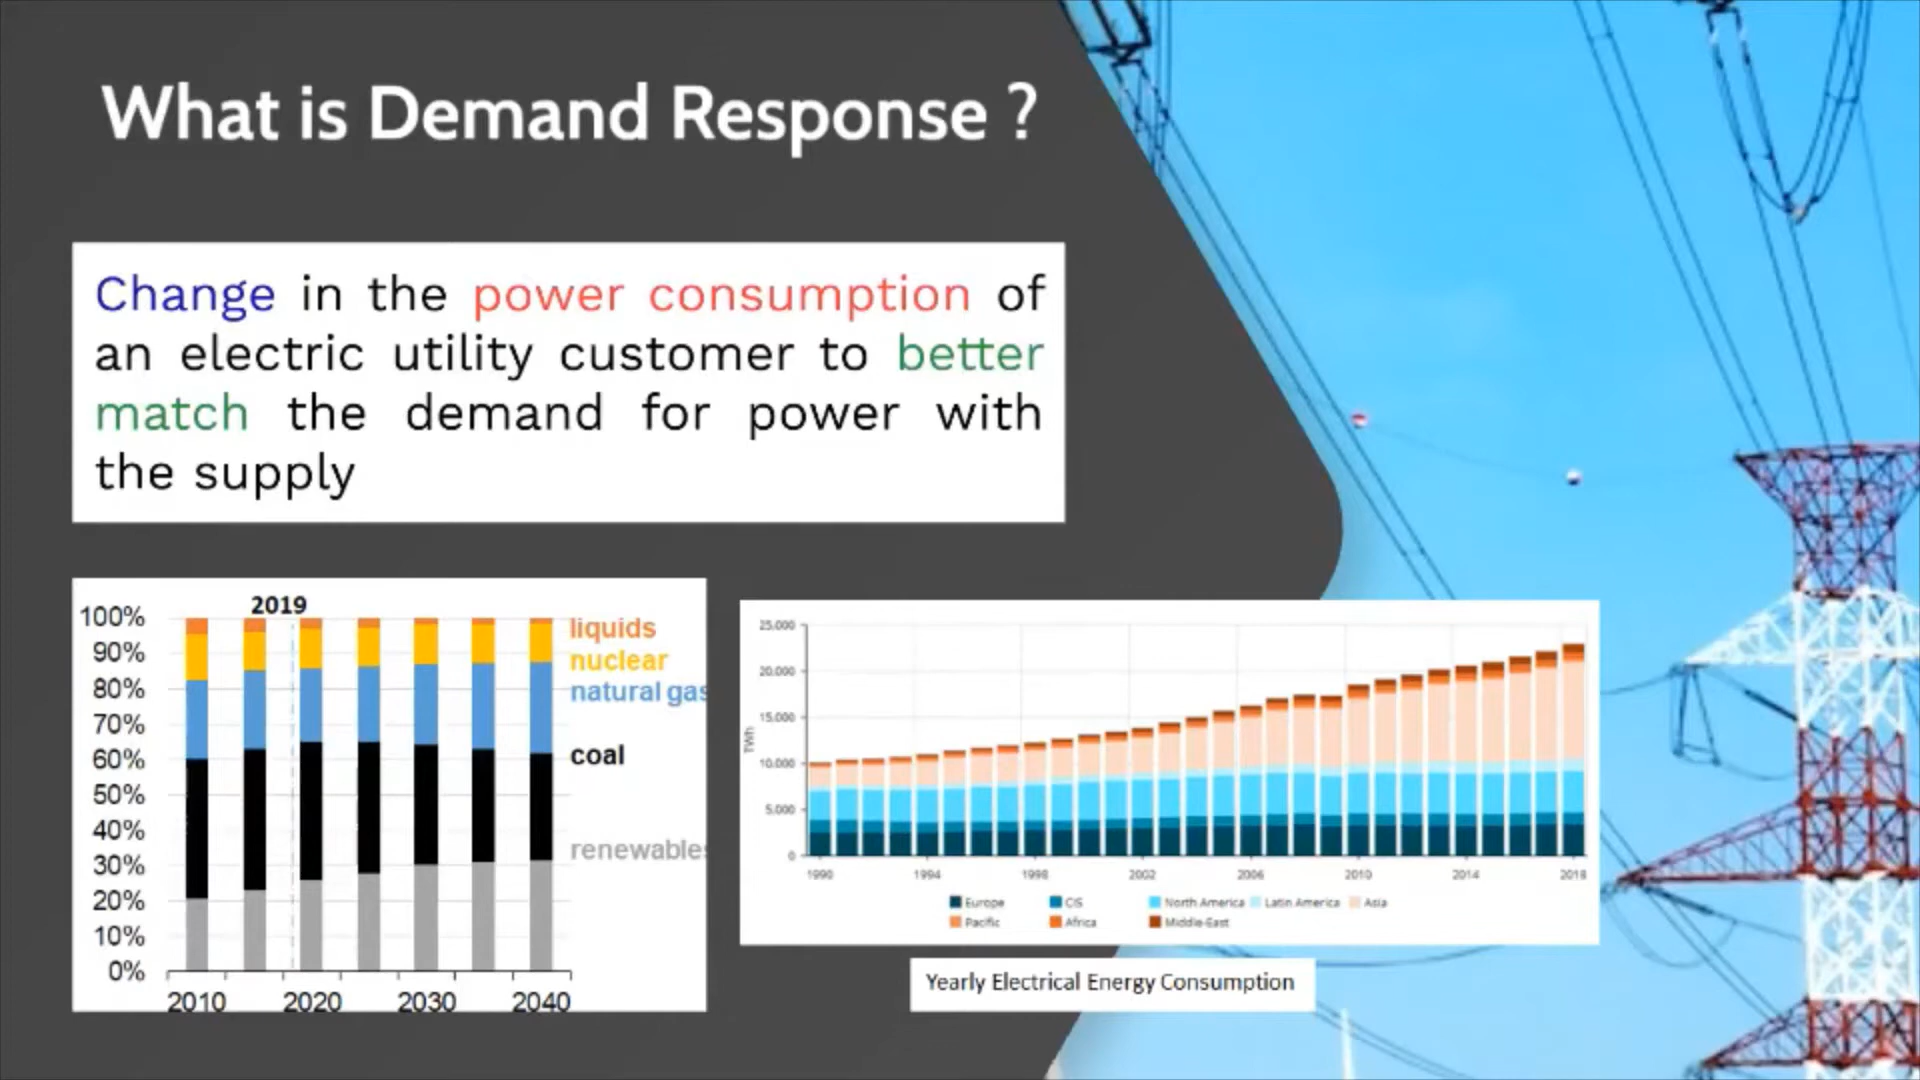 What is Demand Response ?
Change in the power consumption of
an electric utility customer to better
match the demand for power with
the supply
2019
100%
90%
80%
70%
60%
50%
40%
30%
20%
10%
0%
2010 2020 2030 2040
liquids
nuclear
natural gas
coal
renewables
TWh
25,000
20,000
15,000
10,000
5,000
0
1990 1994 1998 2002 2006 2010 2014 2018
Europe CIS North America Latin America Asia
Pacific Africa Middle-East
Yearly Electrical Energy Consumption